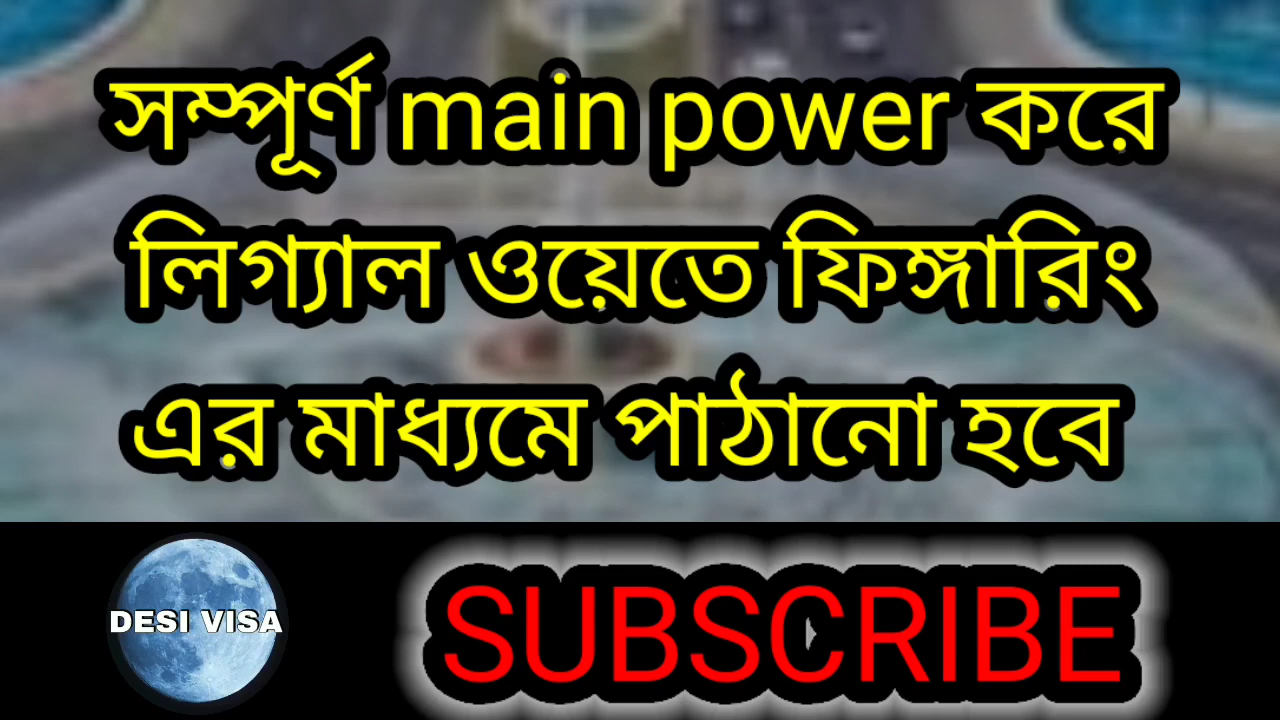 সম্পূর্ণ main power করে
লিগ্যাল ওয়েতে ফিঙ্গারিং
এর মাধ্যমে পাঠানো হবে
DESI VISA
SUBSCRIBE